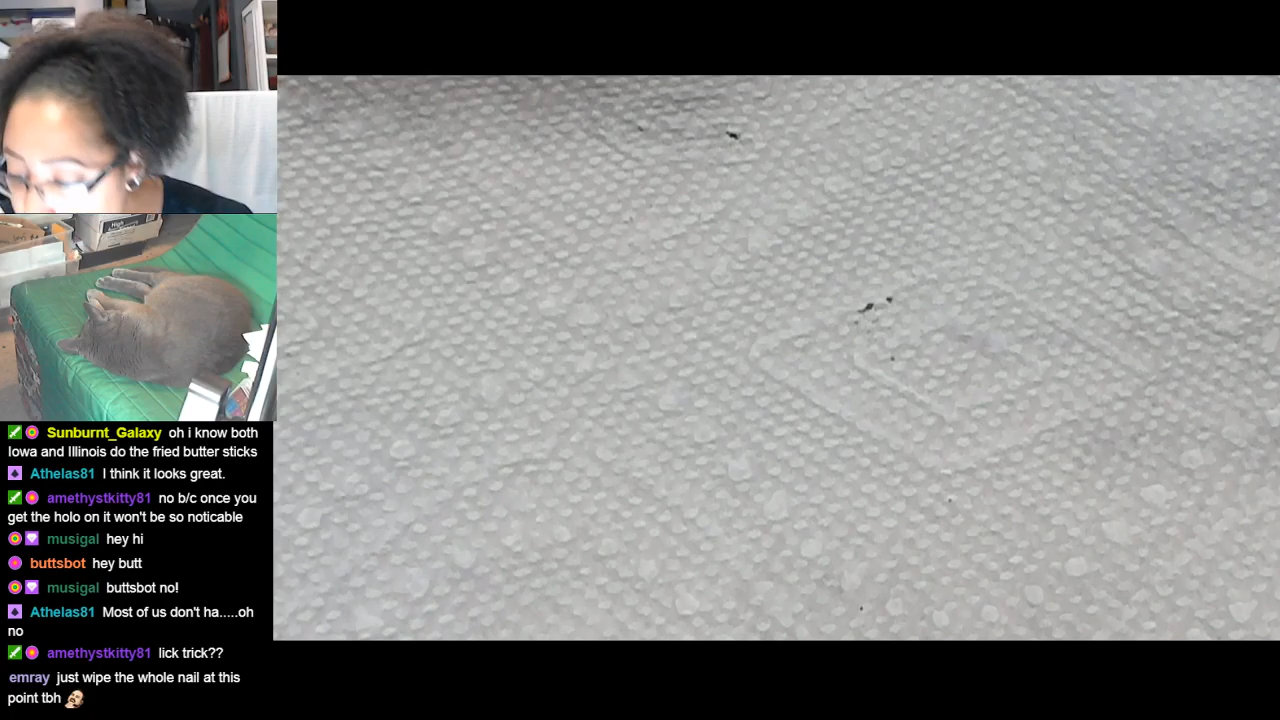 High
Sunburnt_Galaxy oh i know both
Iowa and Illinois do the fried butter sticks
Athelas81 I think it looks great.
amethystkitty81 no b/c once you
get the holo on it won't be so noticable
musigal hey hi
buttsbot hey butt
musigal buttsbot no!
Athelas81 Most of us don't ha.....oh
no
amethystkitty81 lick trick??
emray just wipe the whole nail at this
point tbh